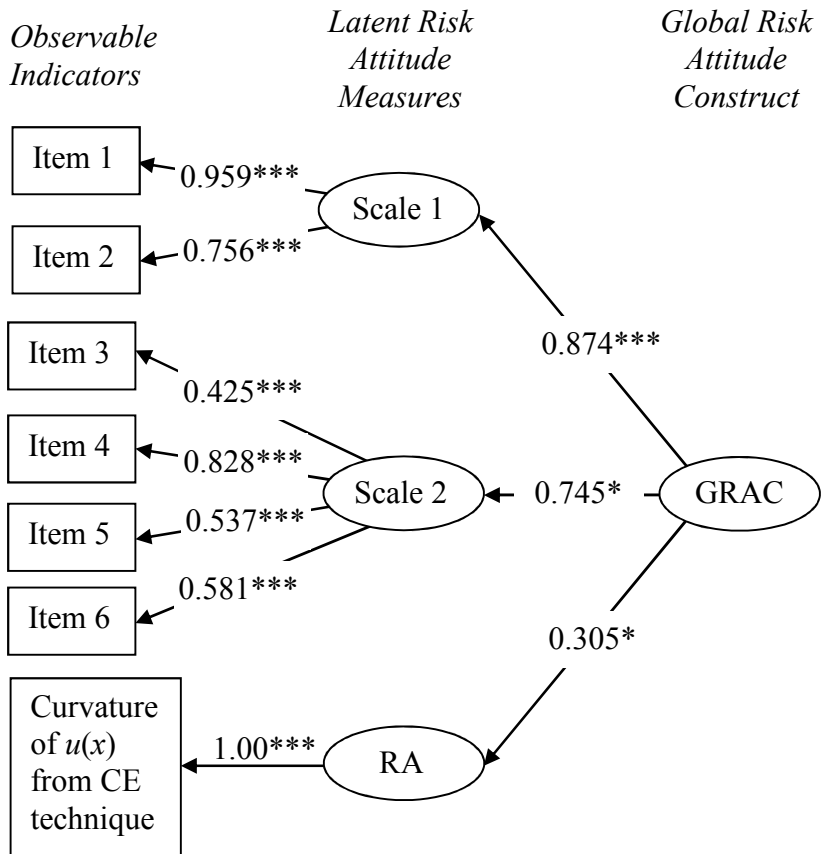 Observable
Indicators
Latent Risk
Attitude
Measures
Global Risk
Attitude
Construct
Item 1
0.959***
Scale 1
Item 2
0.756***
Item 3
0.425***
0.874***
Item 4
0.828***
Scale 2
0.745*
GRAC
Item 5
0.537***
Item 6
0.581***
0.305*
Curvature
of u(x)
from CE
technique
1.00***
RA